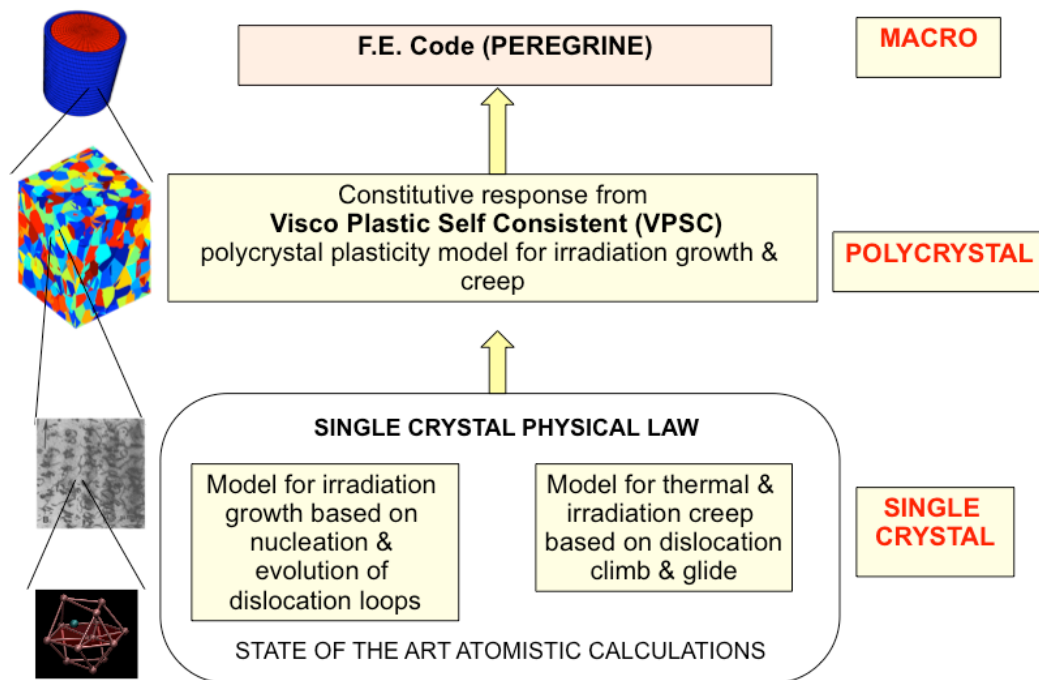 F.E. Code (PEREGRINE)
MACRO
Constitutive response from
Visco Plastic Self Consistent (VPSC)
polycrystal plasticity model for irradiation growth &
creep
POLYCRYSTAL
SINGLE CRYSTAL PHYSICAL LAW
Model for irradiation
growth based on
nucleation &
evolution of
dislocation loops
Model for thermal &
irradiation creep
based on dislocation
climb & glide
SINGLE
CRYSTAL
STATE OF THE ART ATOMISTIC CALCULATIONS